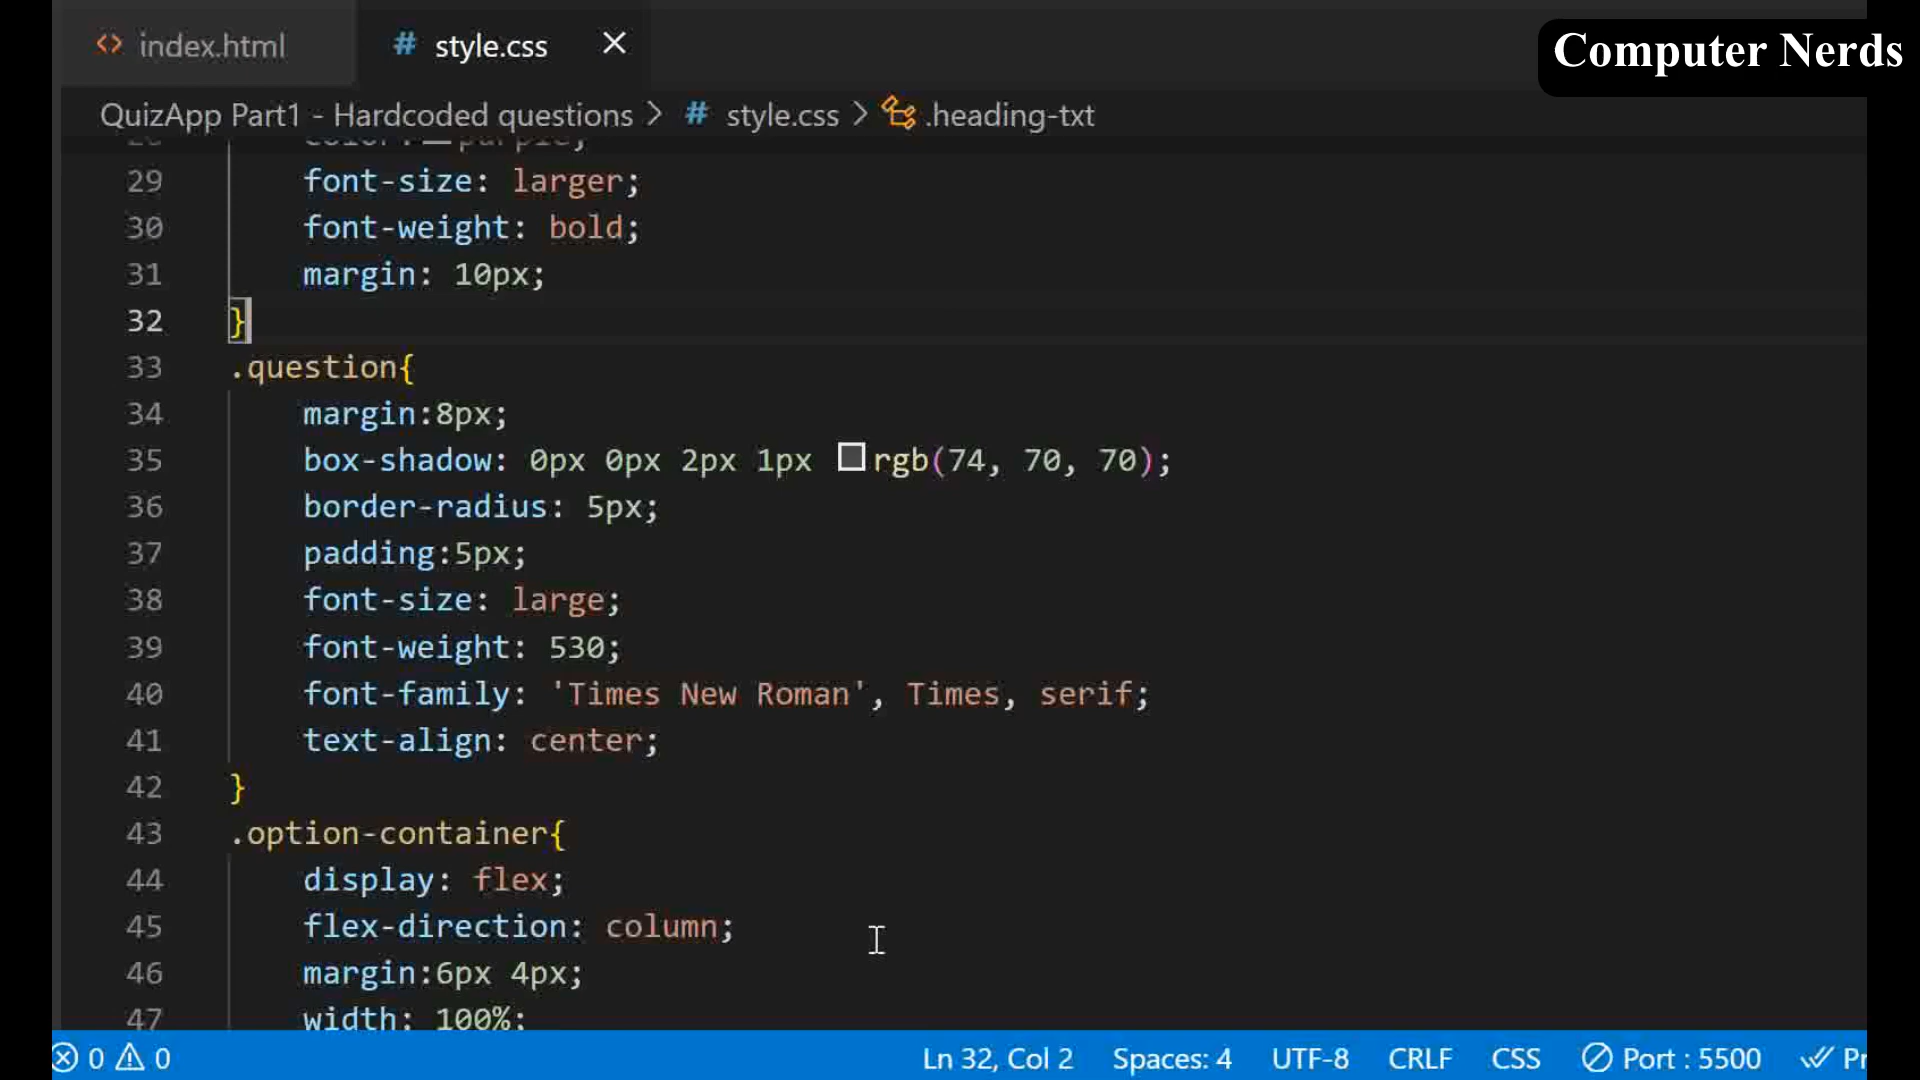 index.html
# style.css ×
Computer Nerds
QuizApp Part1 - Hardcoded questions > # style.css > .heading-txt
29 font-size: larger;
30 font-weight: bold;
31 margin: 10px;
32 }
33 .question{
34 margin:8px;
35 box-shadow: 0px 0px 2px 1px rgb(74, 70, 70);
36 border-radius: 5px;
37 padding:5px;
38 font-size: large;
39 font-weight: 530;
40 font-family: 'Times New Roman', Times, serif;
41 text-align: center;
42 }
43 .option-container{
44 display: flex;
45 flex-direction: column;
46 margin:6px 4px;
47 width: 100%;
0 0 Ln 32, Col 2 Spaces: 4 UTF-8 CRLF CSS Port : 5500